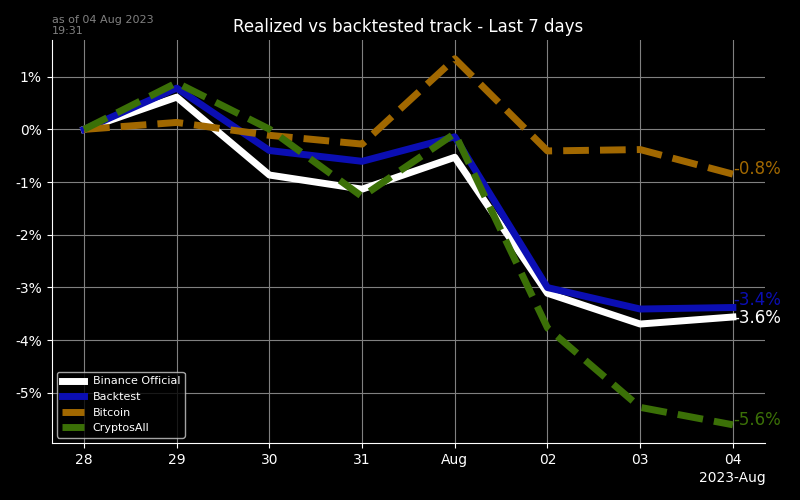 as of 04 Aug 2023
19:31
Realized vs backtested track - Last 7 days
1%
0%
-1%
-2%
-3%
-4%
-5%
-0.8%
-3.4%
-3.6%
-5.6%
Binance Official
Backtest
Bitcoin
CryptosAll
28 29 30 31 Aug 02 03 04
2023-Aug